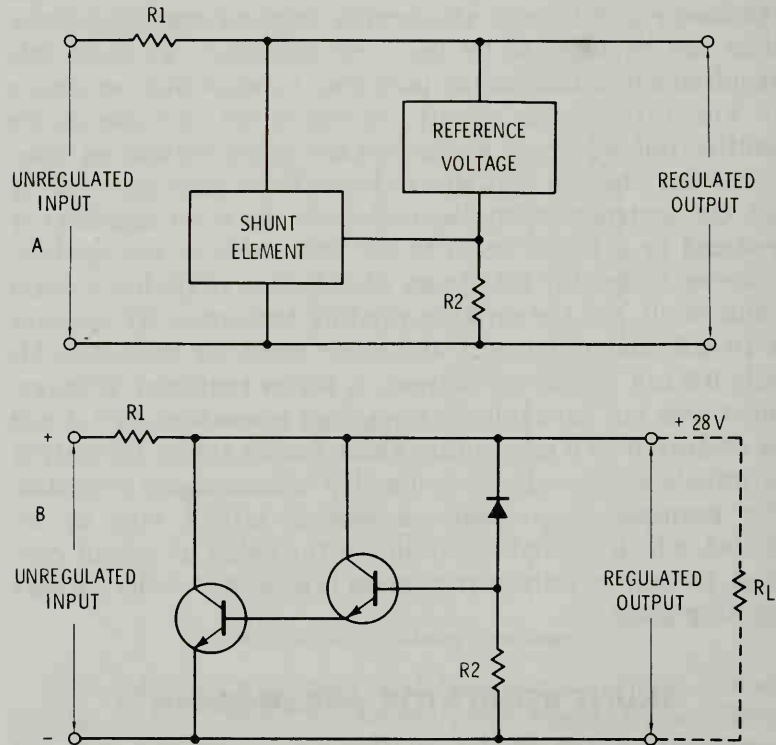 R1
REFERENCE
VOLTAGE
UNREGULATED
INPUT
A
SHUNT
ELEMENT
REGULATED
OUTPUT
R2
R1
+
+ 28 V
B
UNREGULATED
INPUT
REGULATED
OUTPUT
RL
R2
−